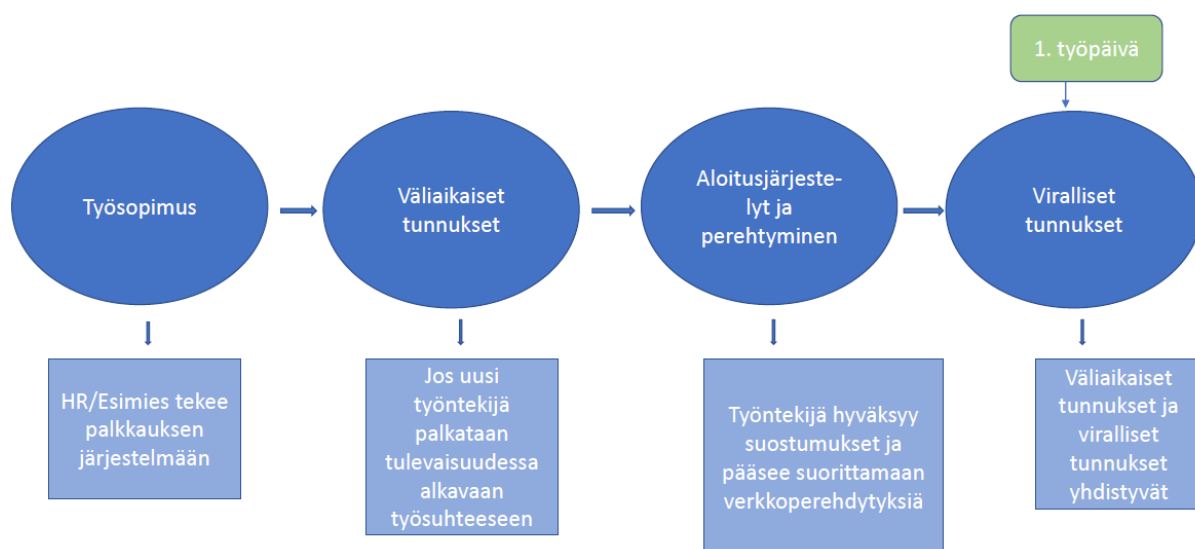 1. työpäivä
Työsopimus
Väliaikaiset
tunnukset
Aloitusjärjeste-
lyt ja
perehtyminen
Viralliset
tunnukset
HR/Esimies tekee
palkkauksen
järjestelmään
Jos uusi
työntekijä
palkataan
tulevaisuudessa
alkavaan
työsuhteeseen
Työntekijä hyväksyy
suostumukset ja
pääsee suorittamaan
verkkoperehdytyksiä
Väliaikaiset
tunnukset ja
viralliset
tunnukset
yhdistyvät